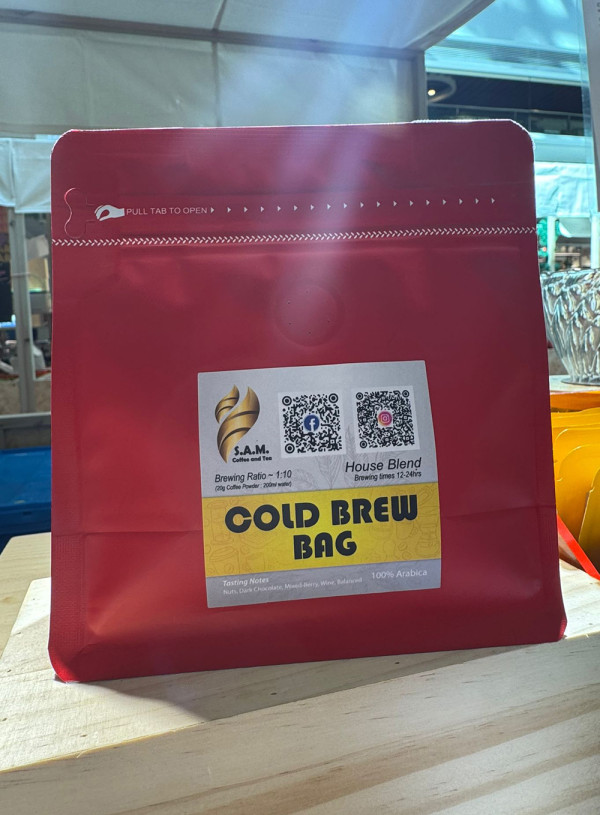 PULL TAB TO OPEN
S.A.M.
Coffee and Tea
Brewing Ratio ~ 1:10
(20g Coffee Powder : 200ml water)
House Blend
Brewing times 12-24hrs
COLD BREW
BAG
Tasting Notes
Nuts, Dark Chocolate, Mixed Berry, Wine, Balanced
100% Arabica